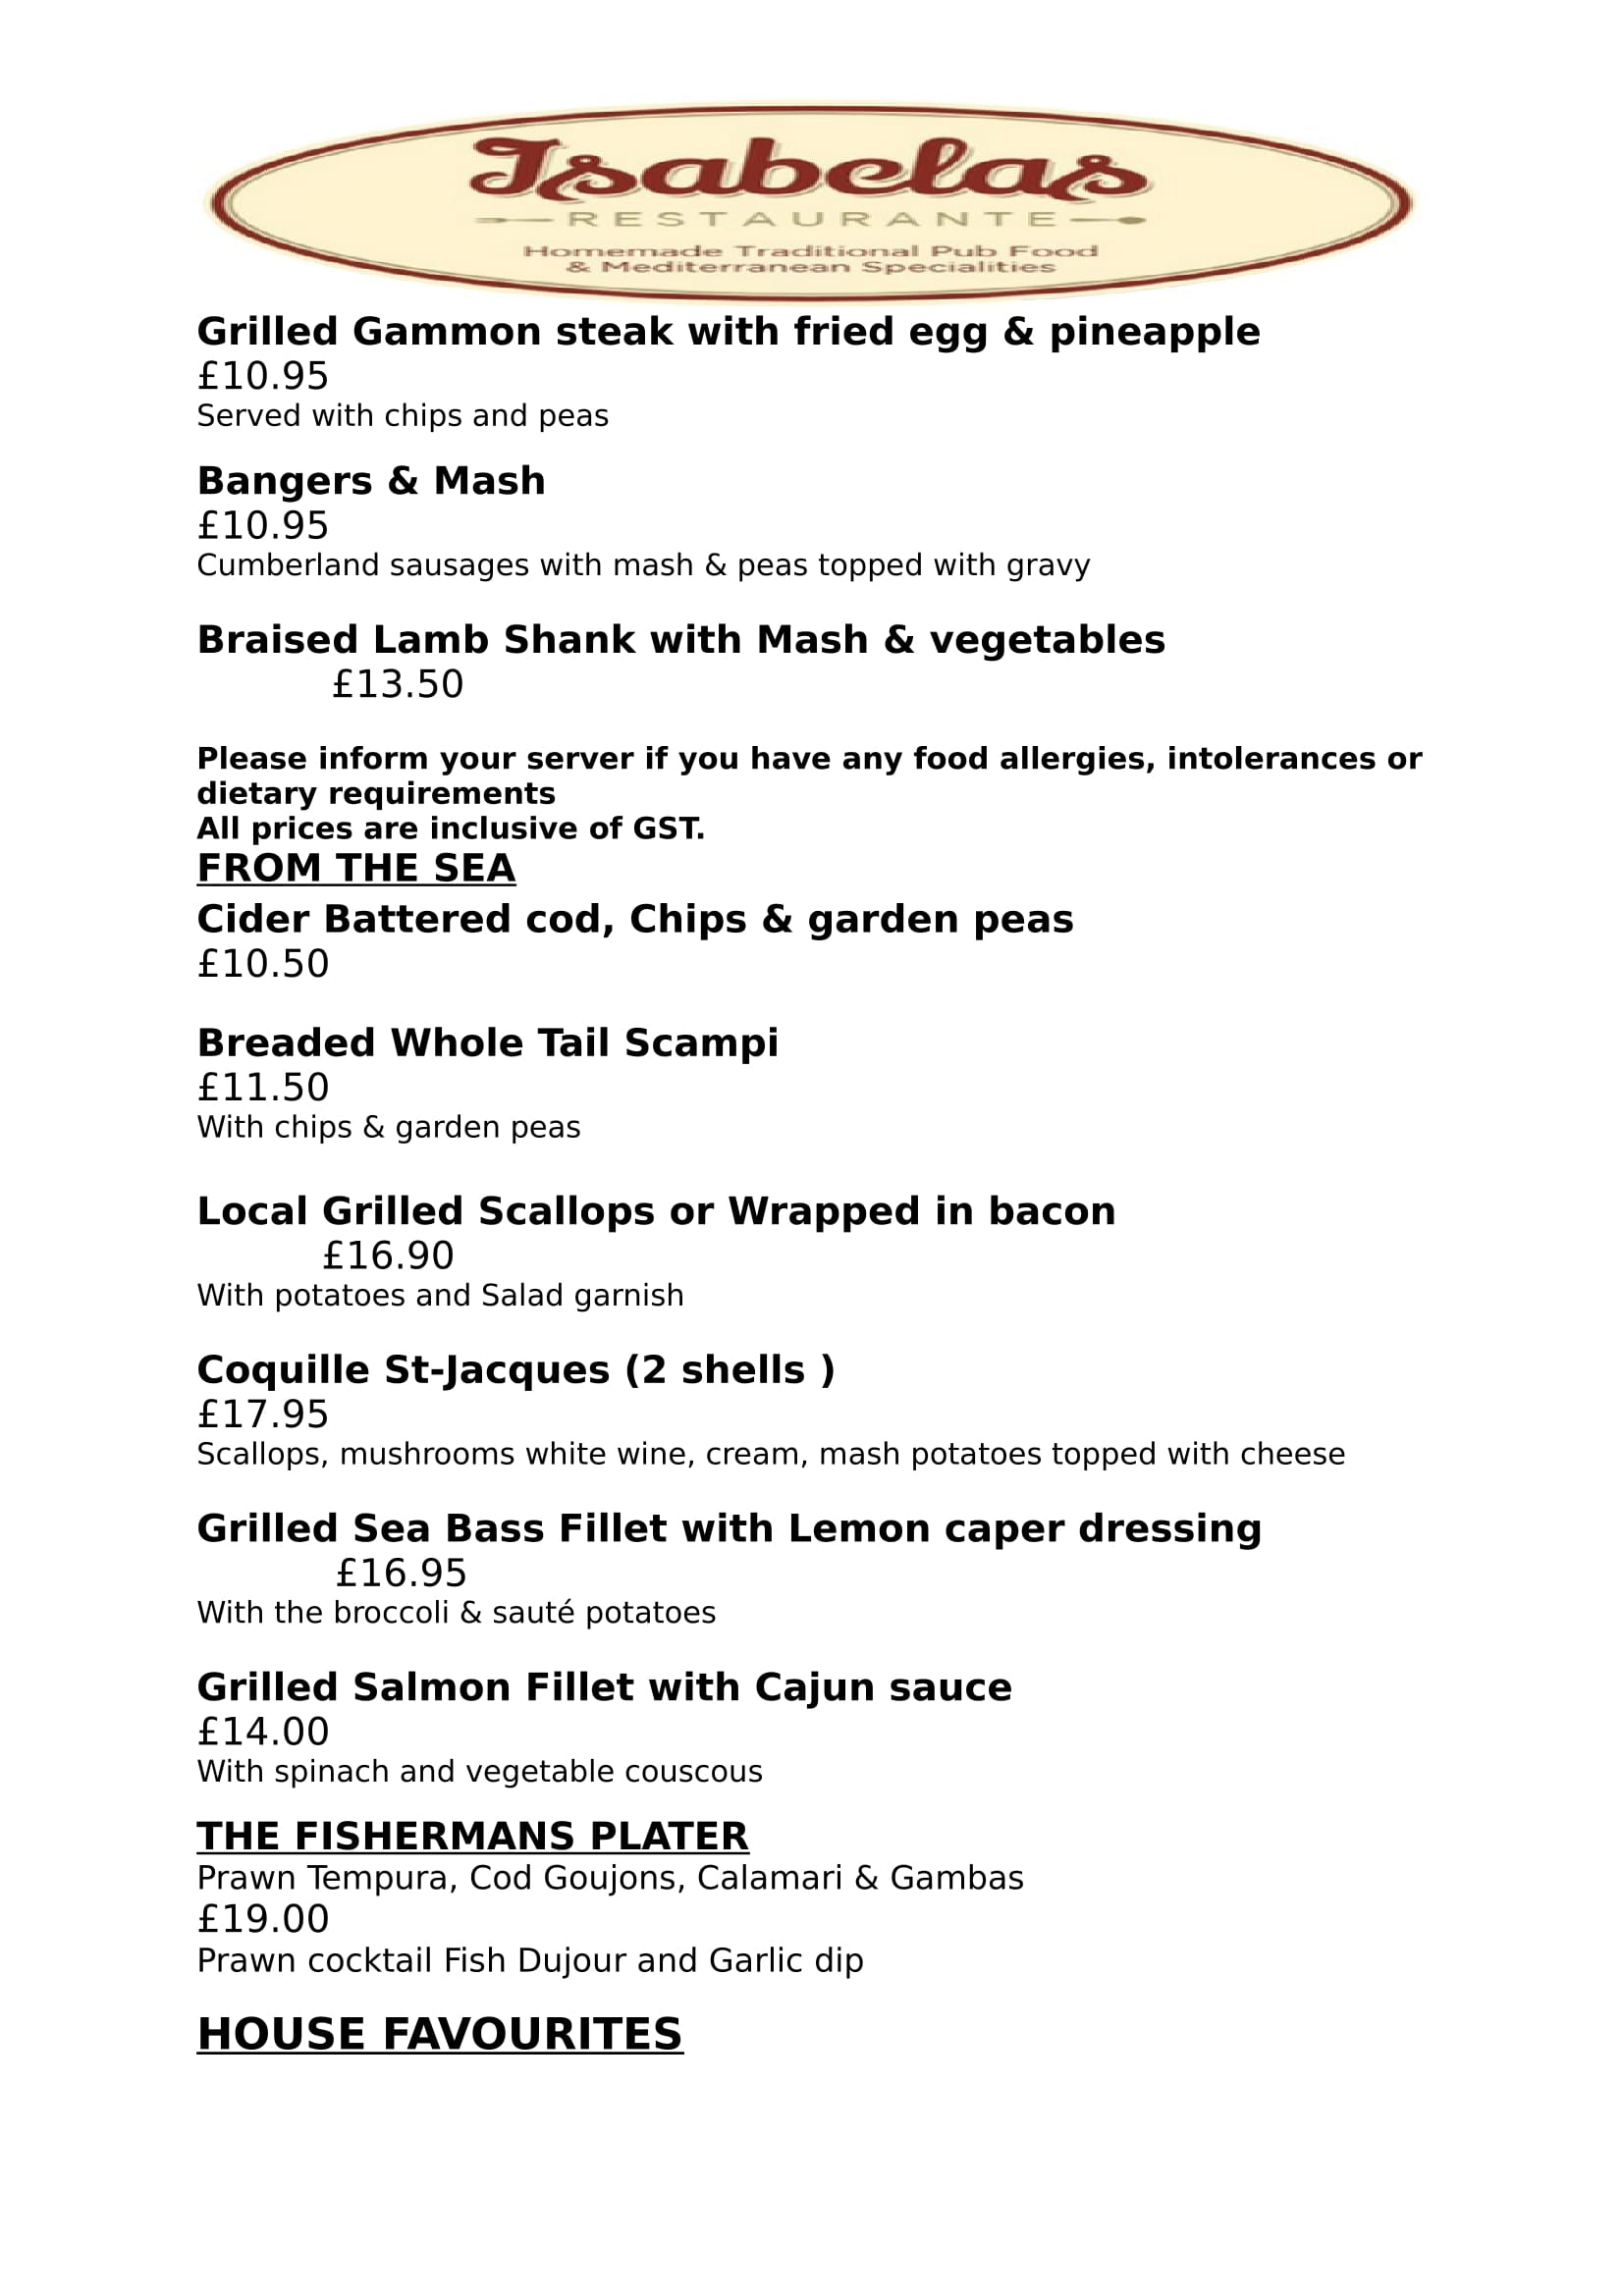 Isabelas
RESTAURANTE
Homemade Traditional Pub Food
& Mediterranean Specialities
Grilled Gammon steak with fried egg & pineapple
£10.95
Served with chips and peas
Bangers & Mash
£10.95
Cumberland sausages with mash & peas topped with gravy
Braised Lamb Shank with Mash & vegetables
£13.50
Please inform your server if you have any food allergies, intolerances or
dietary requirements
All prices are inclusive of GST.
FROM THE SEA
Cider Battered cod, Chips & garden peas
£10.50
Breaded Whole Tail Scampi
£11.50
With chips & garden peas
Local Grilled Scallops or Wrapped in bacon
£16.90
With potatoes and Salad garnish
Coquille St-Jacques (2 shells )
£17.95
Scallops, mushrooms white wine, cream, mash potatoes topped with cheese
Grilled Sea Bass Fillet with Lemon caper dressing
£16.95
With the broccoli & sauté potatoes
Grilled Salmon Fillet with Cajun sauce
£14.00
With spinach and vegetable couscous
THE FISHERMANS PLATER
Prawn Tempura, Cod Goujons, Calamari & Gambas
£19.00
Prawn cocktail Fish Dujour and Garlic dip
HOUSE FAVOURITES